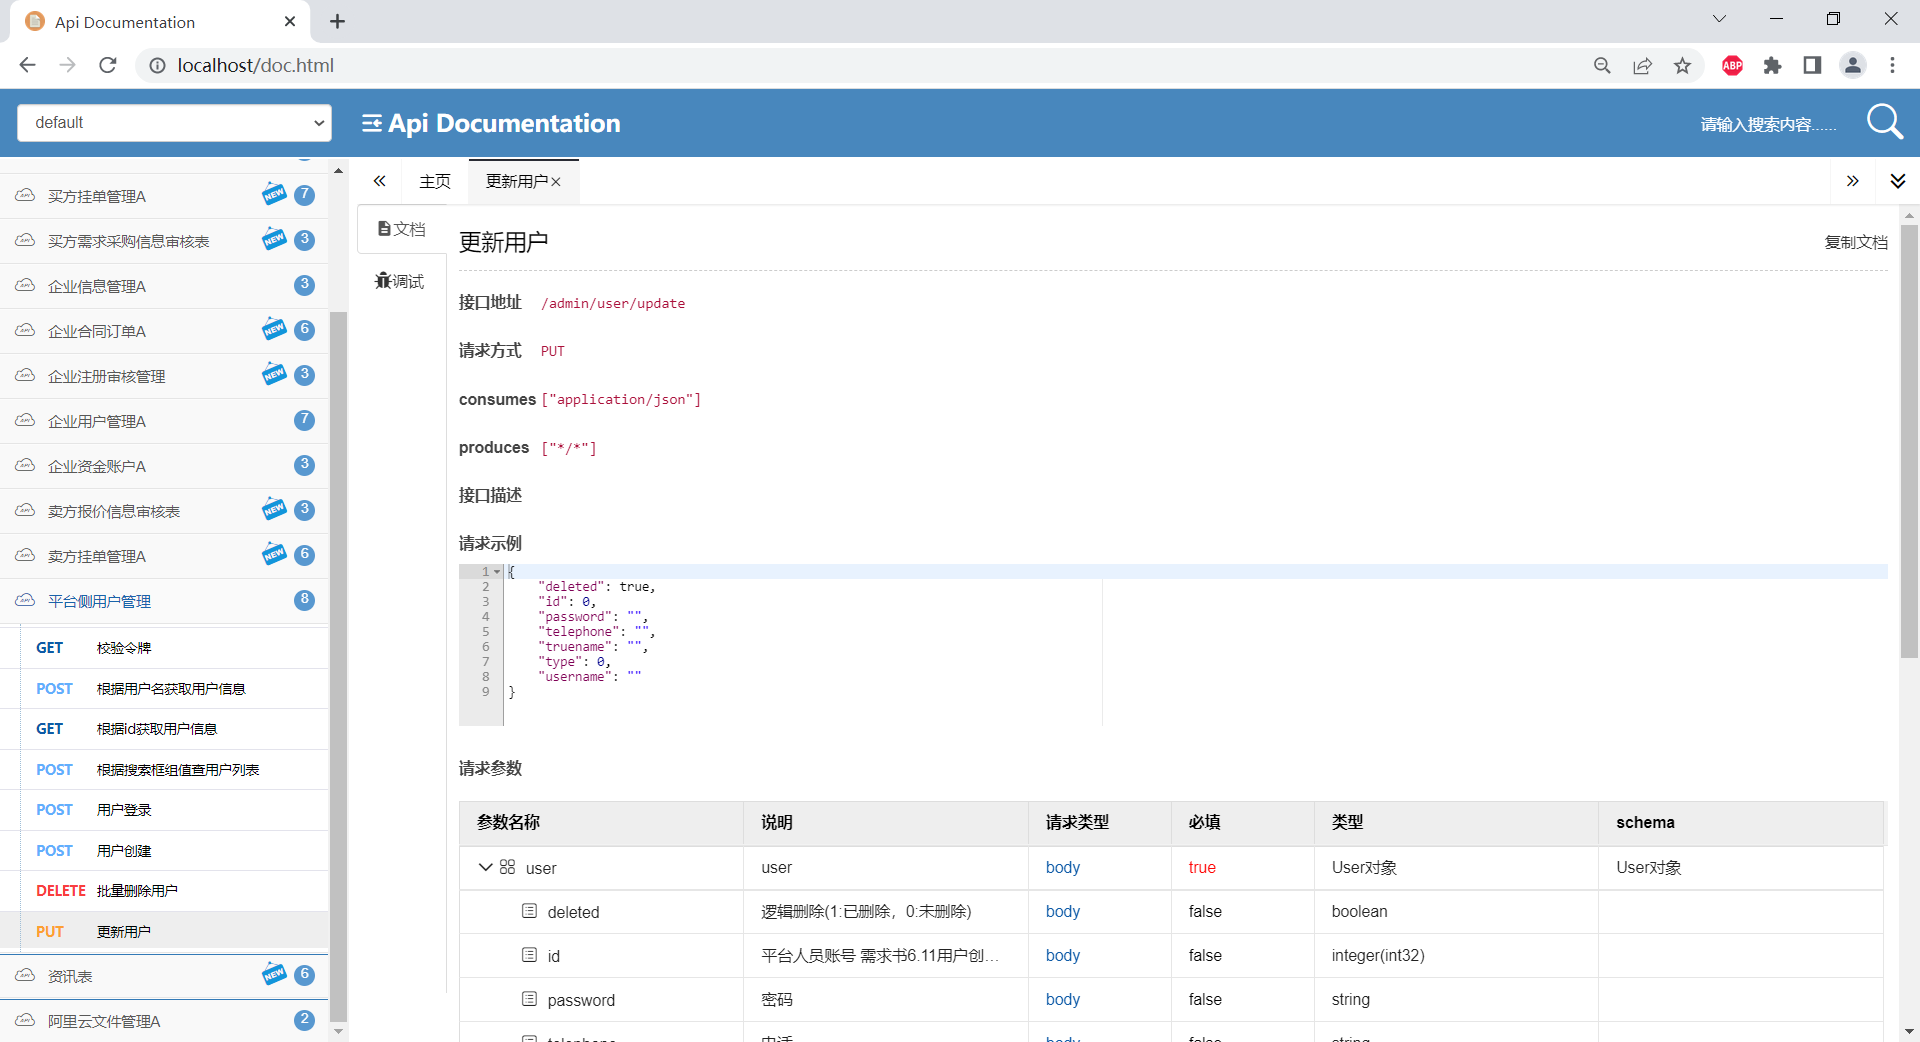 Api Documentation
localhost/doc.html
ABP
default
Api Documentation
请输入搜索内容......
买方挂单管理A NEW 7
买方需求采购信息审核表 NEW 3
企业信息管理A 3
企业合同订单A NEW 6
企业注册审核管理 NEW 3
企业用户管理A 7
企业资金账户A 3
卖方报价信息审核表 NEW 3
卖方挂单管理A NEW 6
平台侧用户管理 8
GET 校验令牌
POST 根据用户名获取用户信息
GET 根据id获取用户信息
POST 根据搜索框组值查用户列表
POST 用户登录
POST 用户创建
DELETE 批量删除用户
PUT 更新用户
资讯表 NEW 6
阿里云文件管理A 2
主页 更新用户
文档
调试
更新用户 复制文档
接口地址 /admin/user/update
请求方式 PUT
consumes ["application/json"]
produces ["*/*"]
接口描述
请求示例
1 {
2 "deleted": true,
3 "id": 0,
4 "password": "",
5 "telephone": "",
6 "truename": "",
7 "type": 0,
8 "username": ""
9 }
请求参数
参数名称 说明 请求类型 必填 类型 schema
user user body true User对象 User对象
deleted 逻辑删除(1:已删除，0:未删除) body false boolean
id 平台人员账号 需求书6.11用户创... body false integer(int32)
password 密码 body false string
telephone 电话 body false string